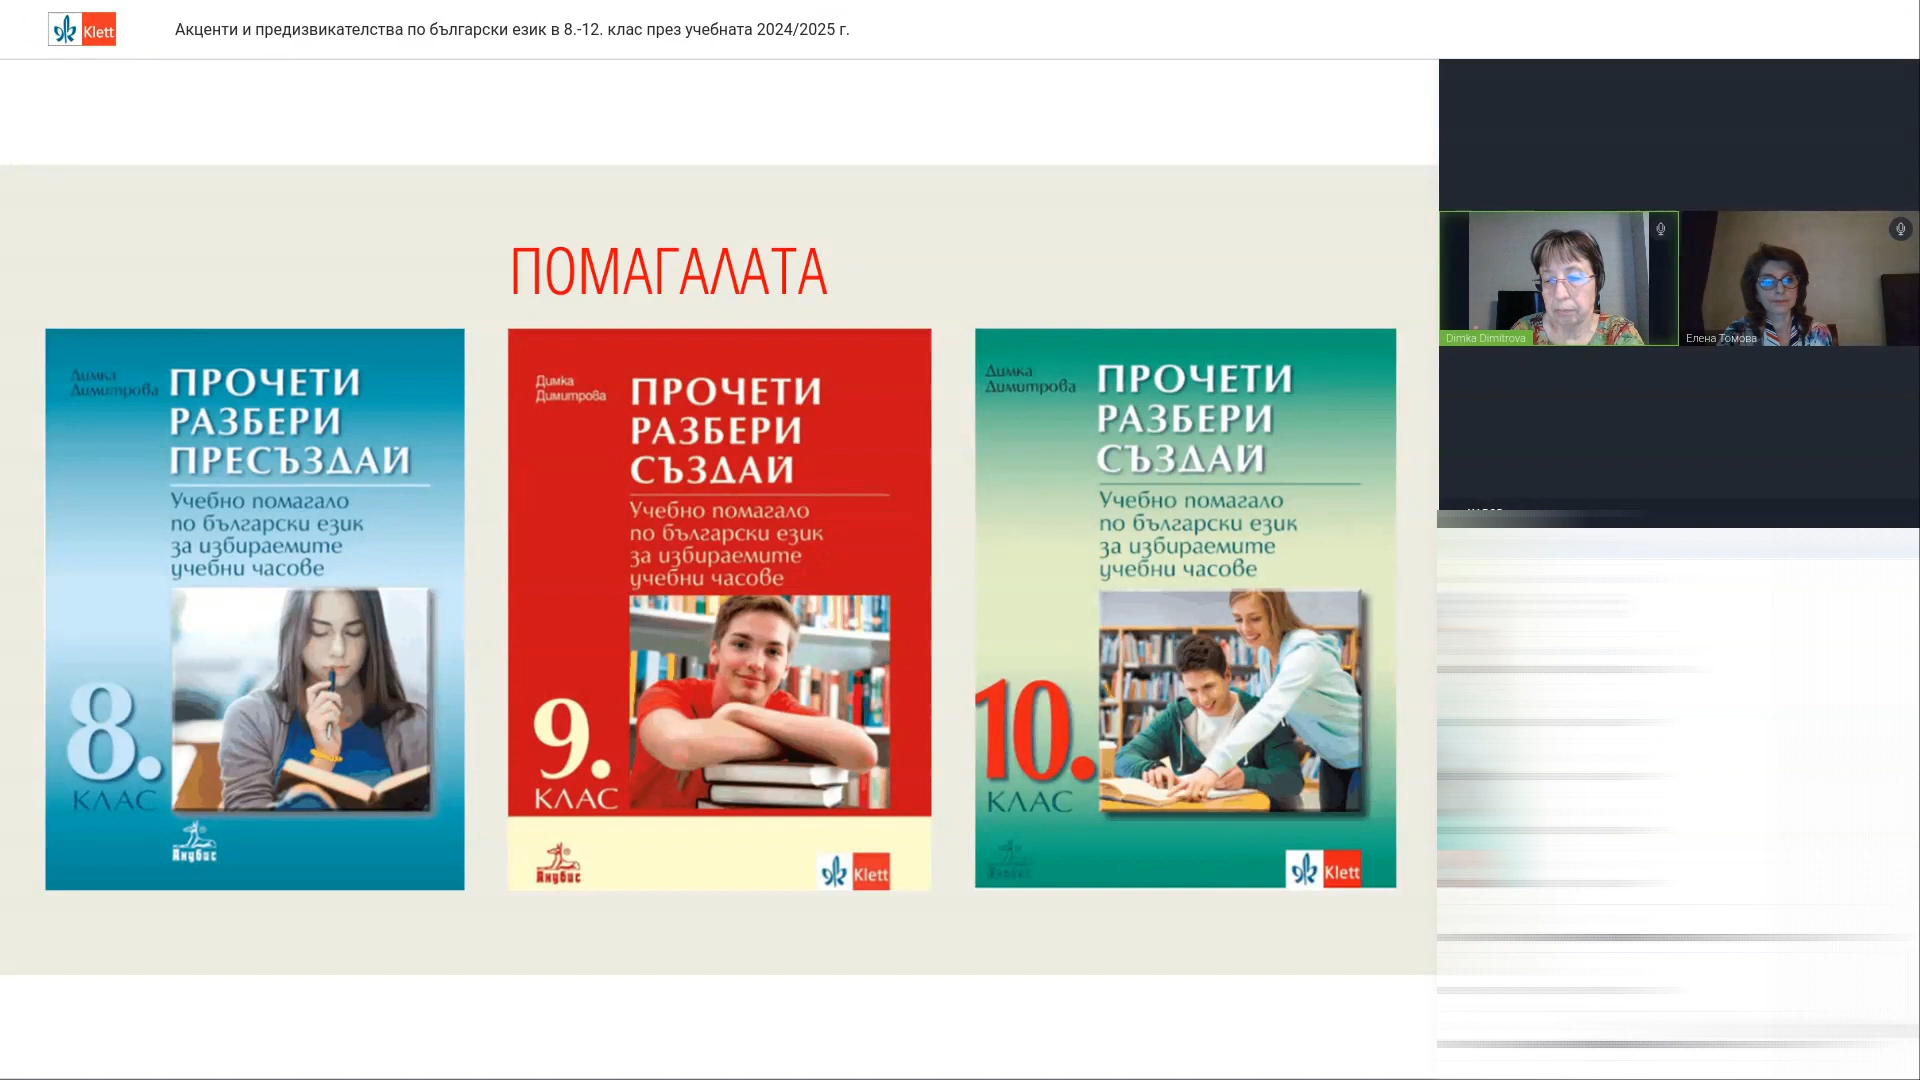 Klett
Акценти и предизвикателства по български език в 8.-12. клас през учебната 2024/2025 г.
ПОМАГАЛАТА
Димка
Димитрова
ПРОЧЕТИ
РАЗБЕРИ
ПРЕСЪЗДАЙ
Учебно помагало
по български език
за избираемите
учебни часове
8.
КЛАС
Анубис
Димка
Димитрова
ПРОЧЕТИ
РАЗБЕРИ
СЪЗДАЙ
Учебно помагало
по български език
за избираемите
учебни часове
9.
КЛАС
Анубис
Klett
Димка
Димитрова
ПРОЧЕТИ
РАЗБЕРИ
СЪЗДАЙ
Учебно помагало
по български език
за избираемите
учебни часове
10.
КЛАС
Анубис
Klett
Dimka Dimitrova
Елена Томова